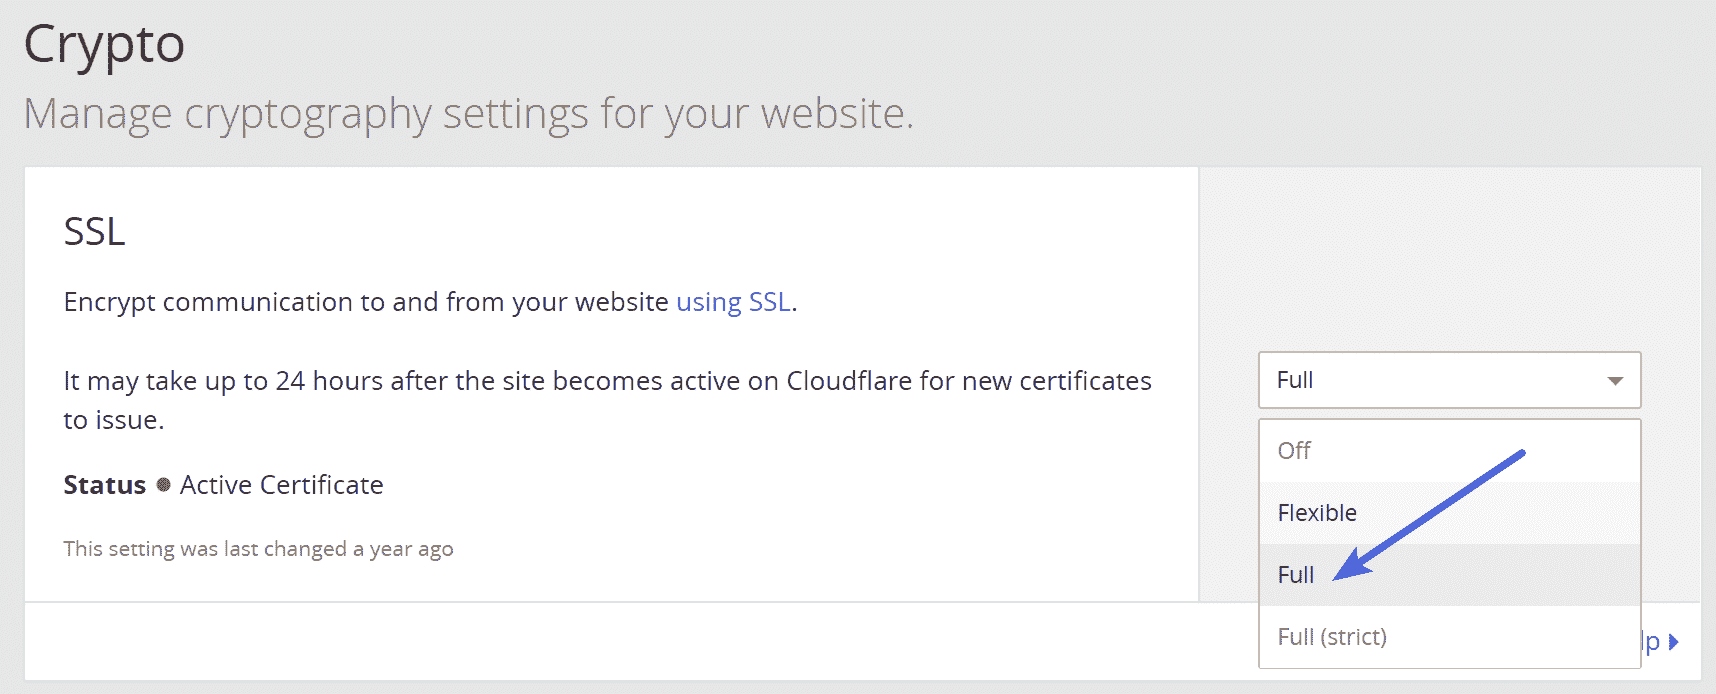 Crypto
Manage cryptography settings for your website.
SSL
Encrypt communication to and from your website using SSL.
It may take up to 24 hours after the site becomes active on Cloudflare for new certificates
to issue.
Status ● Active Certificate
This setting was last changed a year ago
Full
Off
Flexible
Full
Full (strict)